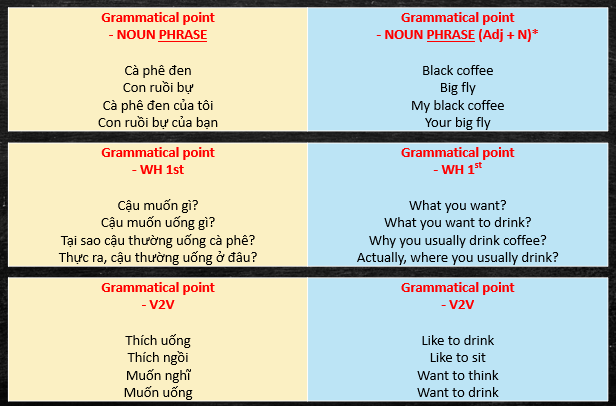 Grammatical point
- NOUN PHRASE
Cà phê đen
Con ruồi bự
Cà phê đen của tôi
Con ruồi bự của bạn
Grammatical point
- NOUN PHRASE (Adj + N)*
Black coffee
Big fly
My black coffee
Your big fly
Grammatical point
- WH 1st
Cậu muốn gì?
Cậu muốn uống gì?
Tại sao cậu thường uống cà phê?
Thực ra, cậu thường uống ở đâu?
Grammatical point
- WH 1st
What you want?
What you want to drink?
Why you usually drink coffee?
Actually, where you usually drink?
Grammatical point
- V2V
Thích uống
Thích ngồi
Muốn nghĩ
Muốn uống
Grammatical point
- V2V
Like to drink
Like to sit
Want to think
Want to drink